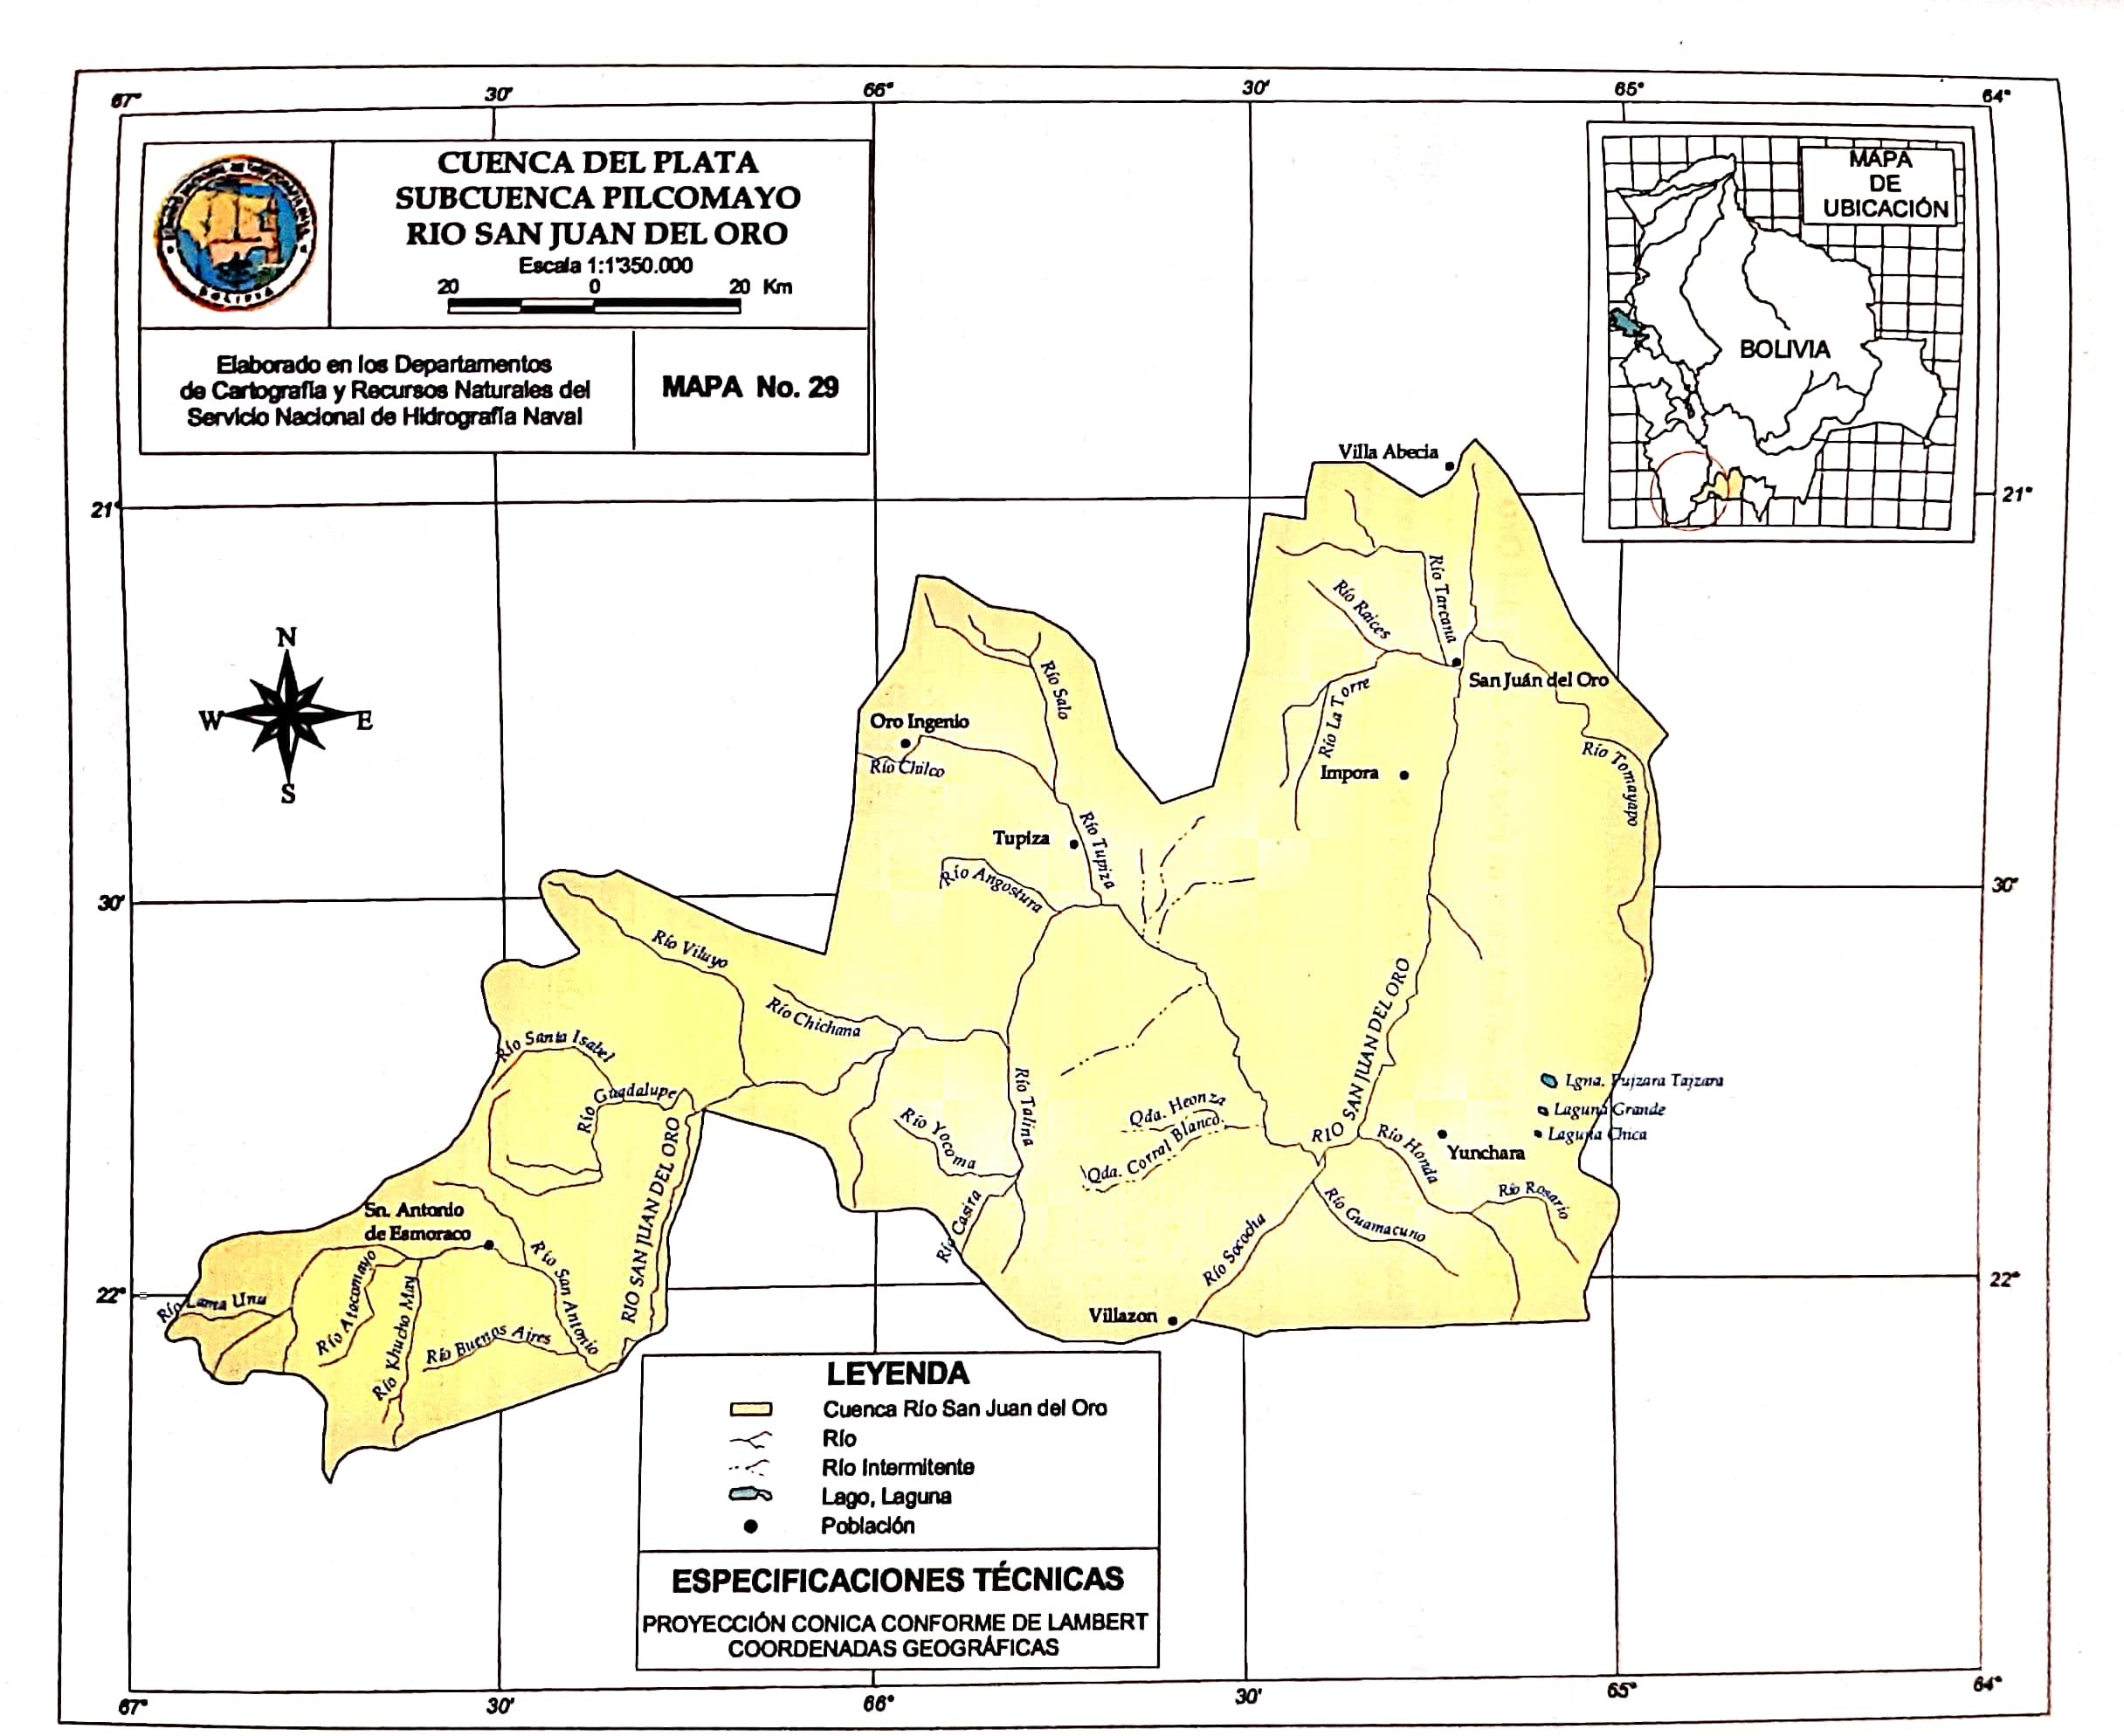 67°
30'
66°
30'
65°
64°
CUENCA DEL PLATA
SUBCUENCA PILCOMAYO
RIO SAN JUAN DEL ORO
Escala 1:1'350.000
20 0 20 Km
BOLIVIA
Elaborado en los Departamentos
de Cartografía y Recursos Naturales del
Servicio Nacional de Hidrografía Naval
MAPA No. 29
MAPA
DE
UBICACIÓN
BOLIVIA
Villa Abecia
21°
21°
Río Tarcana
Río Raices
San Juán del Oro
Río La Torre
Río Salo
Oro Ingenio
Río Chilco
Impora
Río Tomayapo
N
W
E
S
Tupiza
Río Tupiza
Río Angostura
30'
30'
Río Viluyo
Río Chichana
RIO SAN JUAN DEL ORO
Río Santa Isabel
Río Guadalupe
Río Talina
Río Yocoma
Qda. Heonza
Qda. Corral Blanco.
Lgna. Pujzara Tajzara
Laguna Grande
Laguna Chica
Yunchara
Río Honda
Río Rosario
Río Guamacuno
Río Sococha
Río Casira
RIO SAN JUAN DEL ORO
Sn. Antonio
de Esmoraco
Río San Antonio
22°
22°
Río Lama Unu
Río Atocomayo
Río Khucho May
Río Buenos Aires
Villazon
LEYENDA
Cuenca Río San Juan del Oro
Río
Río Intermitente
Lago, Laguna
Población
ESPECIFICACIONES TÉCNICAS
PROYECCIÓN CONICA CONFORME DE LAMBERT
COORDENADAS GEOGRÁFICAS
67°
30'
66°
30'
65°
64°